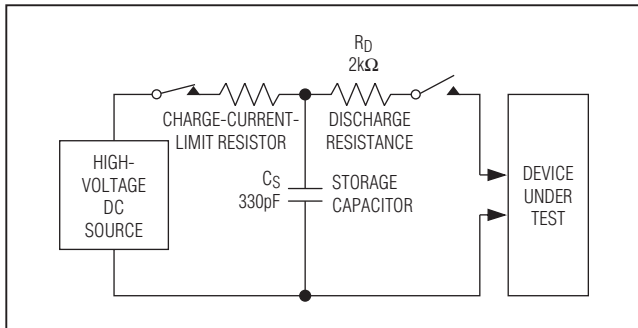 RD
2kΩ
CHARGE-CURRENT-
LIMIT RESISTOR
DISCHARGE
RESISTANCE
HIGH-
VOLTAGE
DC
SOURCE
CS
330pF
STORAGE
CAPACITOR
DEVICE
UNDER
TEST